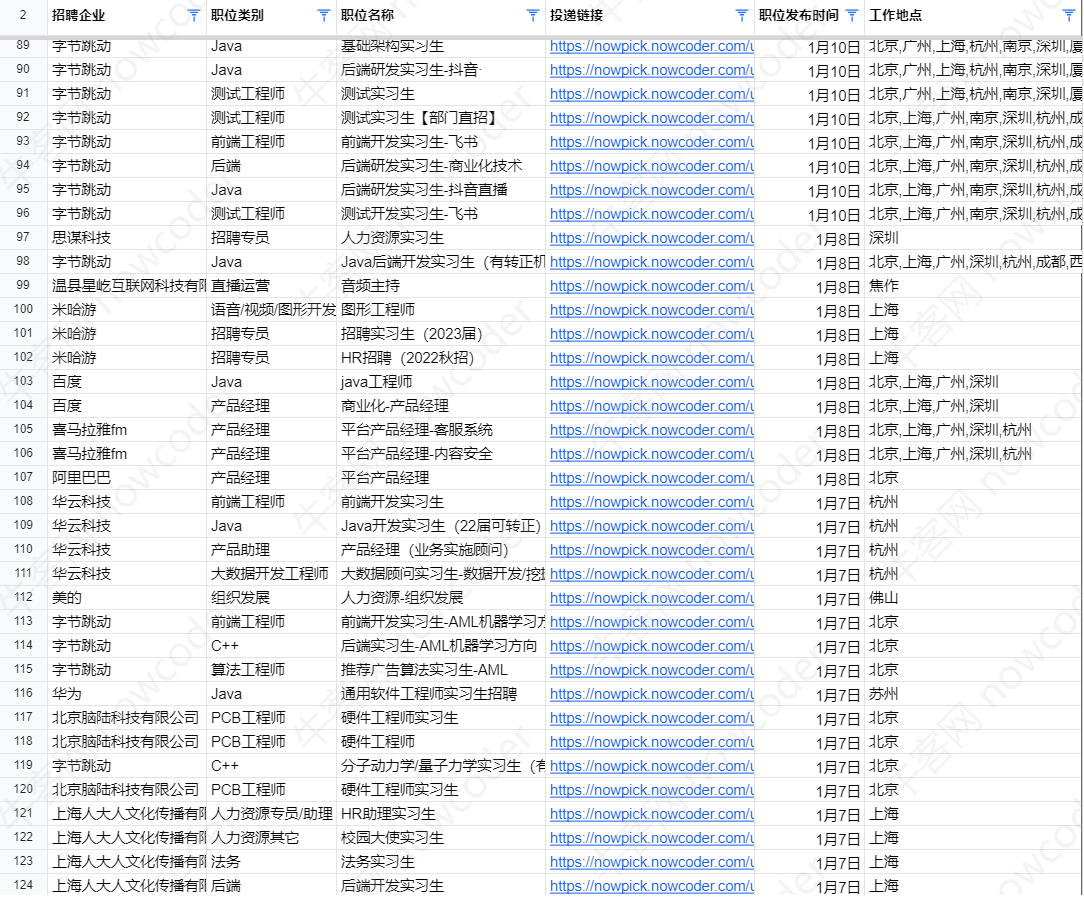 2 招聘企业 职位类别 职位名称 投递链接 职位发布时间 工作地点
89 字节跳动 Java 基础架构实习生 https://nowpick.nowcoder.com/u 1月10日 北京,广州,上海,杭州,南京,深圳,厦
90 字节跳动 Java 后端研发实习生-抖音· https://nowpick.nowcoder.com/u 1月10日 北京,广州,上海,杭州,南京,深圳,厦
91 字节跳动 测试工程师 测试实习生 https://nowpick.nowcoder.com/u 1月10日 北京,广州,上海,杭州,南京,深圳,厦
92 字节跳动 测试工程师 测试实习生【部门直招】 https://nowpick.nowcoder.com/u 1月10日 北京,上海,广州,南京,深圳,杭州,成
93 字节跳动 前端工程师 前端开发实习生-飞书 https://nowpick.nowcoder.com/u 1月10日 北京,上海,广州,南京,深圳,杭州,成
94 字节跳动 后端 后端研发实习生-商业化技术 https://nowpick.nowcoder.com/u 1月10日 北京,上海,广州,南京,深圳,杭州,成
95 字节跳动 Java 后端研发实习生-抖音直播 https://nowpick.nowcoder.com/u 1月10日 北京,上海,广州,南京,深圳,杭州,成
96 字节跳动 测试工程师 测试开发实习生-飞书 https://nowpick.nowcoder.com/u 1月10日 北京,上海,广州,南京,深圳,杭州,成
97 思谋科技 招聘专员 人力资源实习生 https://nowpick.nowcoder.com/u 1月8日 深圳
98 字节跳动 Java Java后端开发实习生（有转正机 https://nowpick.nowcoder.com/u 1月8日 北京,上海,广州,深圳,杭州,成都,西
99 温县星屹互联网科技有限 直播运营 音频主持 https://nowpick.nowcoder.com/u 1月8日 焦作
100 米哈游 语音/视频/图形开发 图形工程师 https://nowpick.nowcoder.com/u 1月8日 上海
101 米哈游 招聘专员 招聘实习生（2023届） https://nowpick.nowcoder.com/u 1月8日 上海
102 米哈游 招聘专员 HR招聘（2022秋招） https://nowpick.nowcoder.com/u 1月8日 上海
103 百度 Java java工程师 https://nowpick.nowcoder.com/u 1月8日 北京,上海,广州,深圳
104 百度 产品经理 商业化-产品经理 https://nowpick.nowcoder.com/u 1月8日 北京,上海,广州,深圳
105 喜马拉雅fm 产品经理 平台产品经理-客服系统 https://nowpick.nowcoder.com/u 1月8日 北京,上海,广州,深圳,杭州
106 喜马拉雅fm 产品经理 平台产品经理-内容安全 https://nowpick.nowcoder.com/u 1月8日 北京,上海,广州,深圳,杭州
107 阿里巴巴 产品经理 平台产品经理 https://nowpick.nowcoder.com/u 1月8日 北京
108 华云科技 前端工程师 前端开发实习生 https://nowpick.nowcoder.com/u 1月7日 杭州
109 华云科技 Java Java开发实习生（22届可转正） https://nowpick.nowcoder.com/u 1月7日 杭州
110 华云科技 产品助理 产品经理（业务实施顾问） https://nowpick.nowcoder.com/u 1月7日 杭州
111 华云科技 大数据开发工程师 大数据顾问实习生-数据开发/挖掘 https://nowpick.nowcoder.com/u 1月7日 杭州
112 美的 组织发展 人力资源-组织发展 https://nowpick.nowcoder.com/u 1月7日 佛山
113 字节跳动 前端工程师 前端开发实习生-AML机器学习方 https://nowpick.nowcoder.com/u 1月7日 北京
114 字节跳动 C++ 后端实习生-AML机器学习方向 https://nowpick.nowcoder.com/u 1月7日 北京
115 字节跳动 算法工程师 推荐广告算法实习生-AML https://nowpick.nowcoder.com/u 1月7日 北京
116 华为 Java 通用软件工程师实习生招聘 https://nowpick.nowcoder.com/u 1月7日 苏州
117 北京脑陆科技有限公司 PCB工程师 硬件工程师实习生 https://nowpick.nowcoder.com/u 1月7日 北京
118 北京脑陆科技有限公司 PCB工程师 硬件工程师 https://nowpick.nowcoder.com/u 1月7日 北京
119 字节跳动 C++ 分子动力学/量子力学实习生（有 https://nowpick.nowcoder.com/u 1月7日 北京
120 北京脑陆科技有限公司 PCB工程师 硬件工程师实习生 https://nowpick.nowcoder.com/u 1月7日 北京
121 上海人大人文化传播有限 人力资源专员/助理 HR助理实习生 https://nowpick.nowcoder.com/u 1月7日 上海
122 上海人大人文化传播有限 人力资源其它 校园大使实习生 https://nowpick.nowcoder.com/u 1月7日 上海
123 上海人大人文化传播有限 法务 法务实习生 https://nowpick.nowcoder.com/u 1月7日 上海
124 上海人大人文化传播有限 后端 后端开发实习生 https://nowpick.nowcoder.com/u 1月7日 上海
牛客网 nowcoder